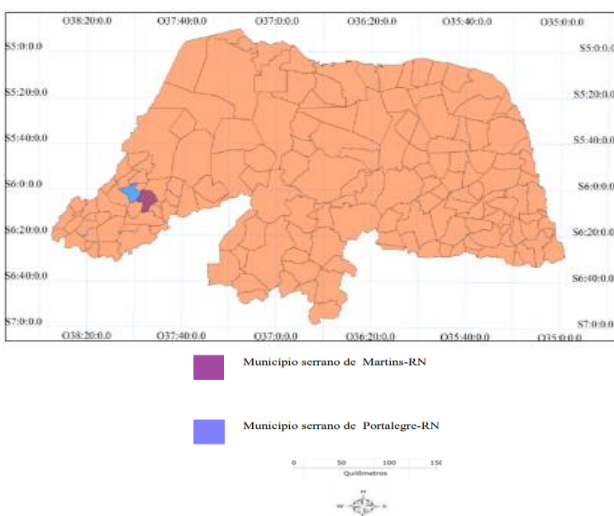 O38:20:0.0 O37:40:0.0 O37:0:0.0 O36:20:0.0 O35:40:0.0 O35:0:0.0
S5:0:0.0 S5:0:0.0
S5:20:0.0 S5:20:0.0
S5:40:0.0 S5:40:0.0
S6:0:0.0 S6:0:0.0
S6:20:0.0 S6:20:0.0
S6:40:0.0 S6:40:0.0
S7:0:0.0 S7:0:0.0
O38:20:0.0 O37:40:0.0 O37:0:0.0 O36:20:0.0 O35:40:0.0 O35:0:0.0
Município serrano de Martins-RN
Município serrano de Portalegre-RN
0 50 100 150
Quilômetros
N
W E